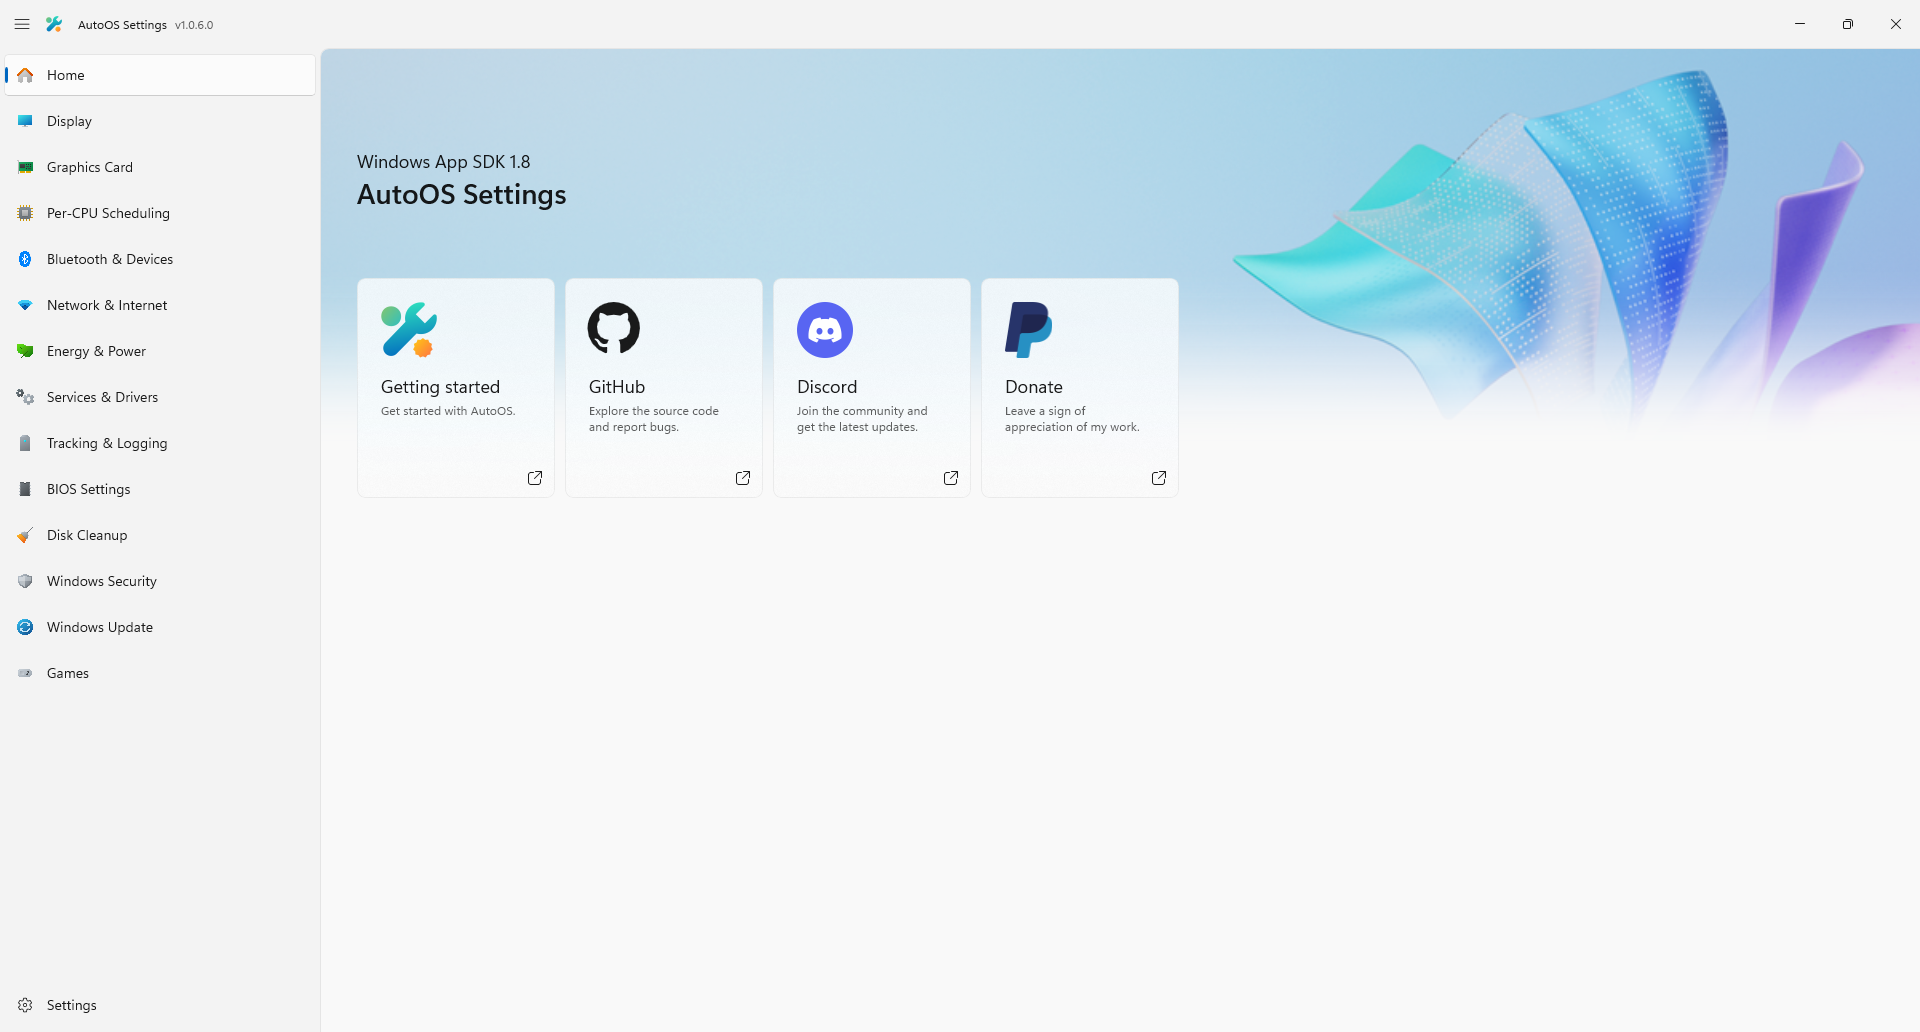 AutoOS Settings v1.0.6.0
Home
Display
Graphics Card
Per-CPU Scheduling
Bluetooth & Devices
Network & Internet
Energy & Power
Services & Drivers
Tracking & Logging
BIOS Settings
Disk Cleanup
Windows Security
Windows Update
Games
Settings
Windows App SDK 1.8
AutoOS Settings
Getting started
Get started with AutoOS.
GitHub
Explore the source code
and report bugs.
Discord
Join the community and
get the latest updates.
Donate
Leave a sign of
appreciation of my work.